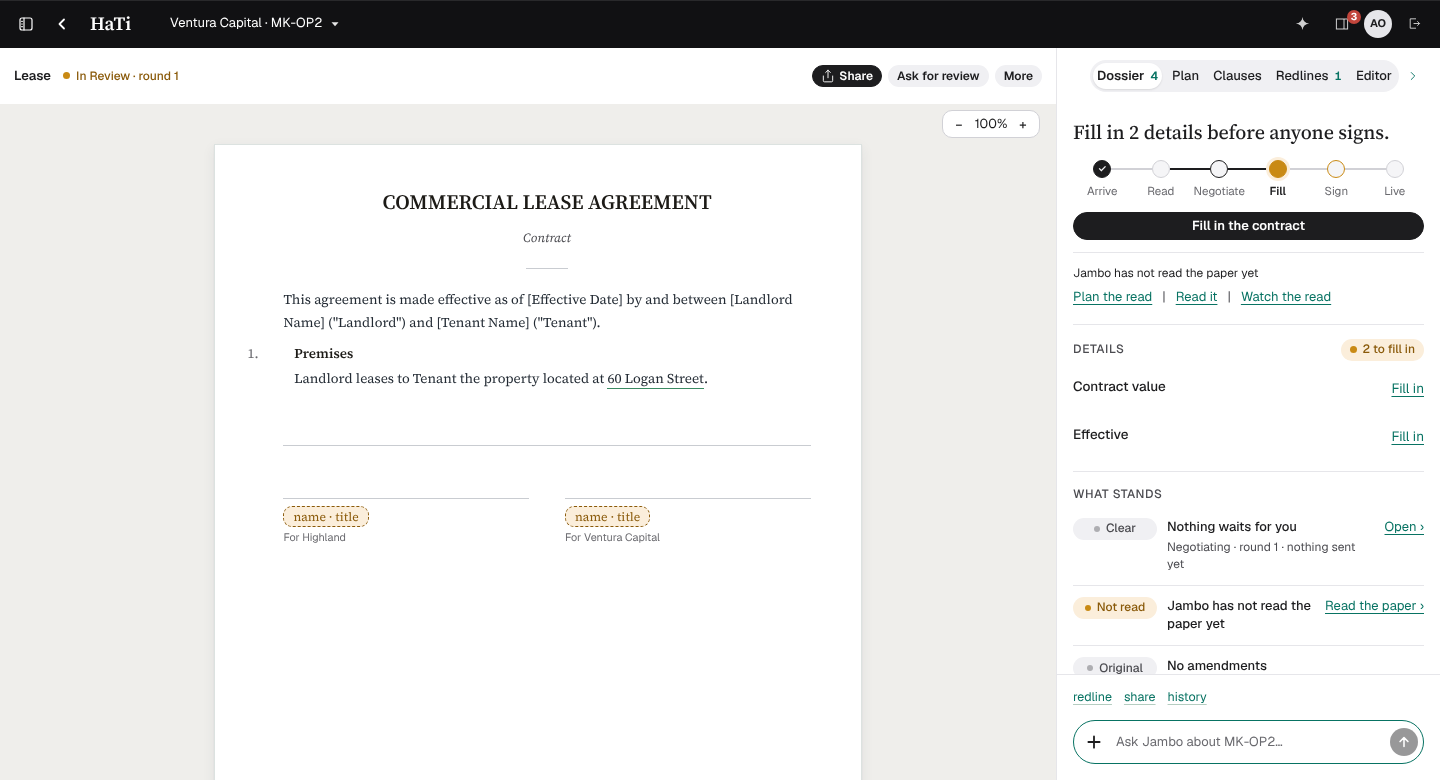 HaTi
Ventura Capital · MK-OP2
3
AO
Lease
In Review · round 1
Share
Ask for review
More
Dossier 4
Plan
Clauses
Redlines 1
Editor
− 100% +
COMMERCIAL LEASE AGREEMENT
Contract
This agreement is made effective as of [Effective Date] by and between [Landlord
Name] ("Landlord") and [Tenant Name] ("Tenant").
1. Premises
Landlord leases to Tenant the property located at 60 Logan Street.
name · title
name · title
For Highland
For Ventura Capital
Fill in 2 details before anyone signs.
Arrive
Read
Negotiate
Fill
Sign
Live
Fill in the contract
Jambo has not read the paper yet
Plan the read | Read it | Watch the read
DETAILS
2 to fill in
Contract value
Fill in
Effective
Fill in
WHAT STANDS
Clear
Nothing waits for you
Open ›
Negotiating · round 1 · nothing sent
yet
Not read
Jambo has not read the
paper yet
Read the paper ›
Original
No amendments
redline
share
history
+ Ask Jambo about MK-OP2...